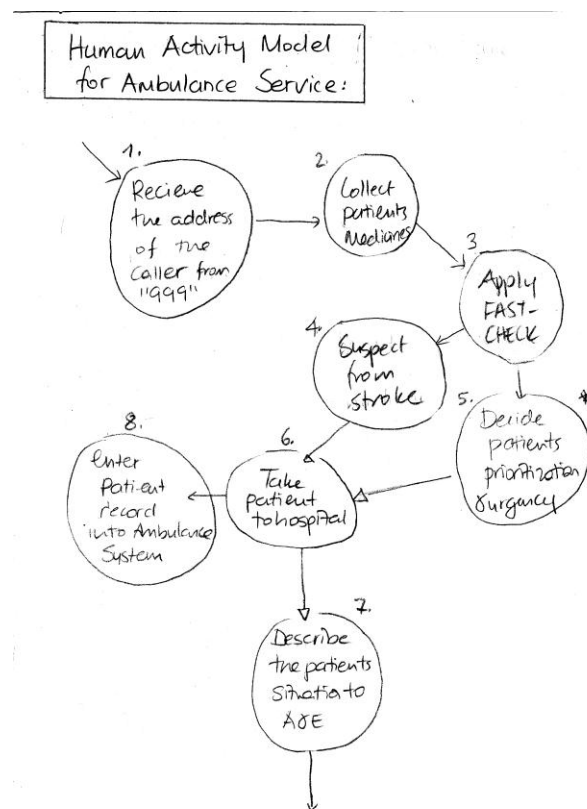 Human Activity Model
for Ambulance Service:
1.
Recieve
the address
of the
caller from
"999"
2.
Collect
patients
Medicines
3
Apply
FAST-
CHECK
4.
Suspect
from
stroke
5.
Decide
patients
prioritization
&urgancy
*
6.
Take
patient
to hospital
8.
enter
Patient
record
into Ambulance
System
7.
Describe
the patients
Situatia to
A&E